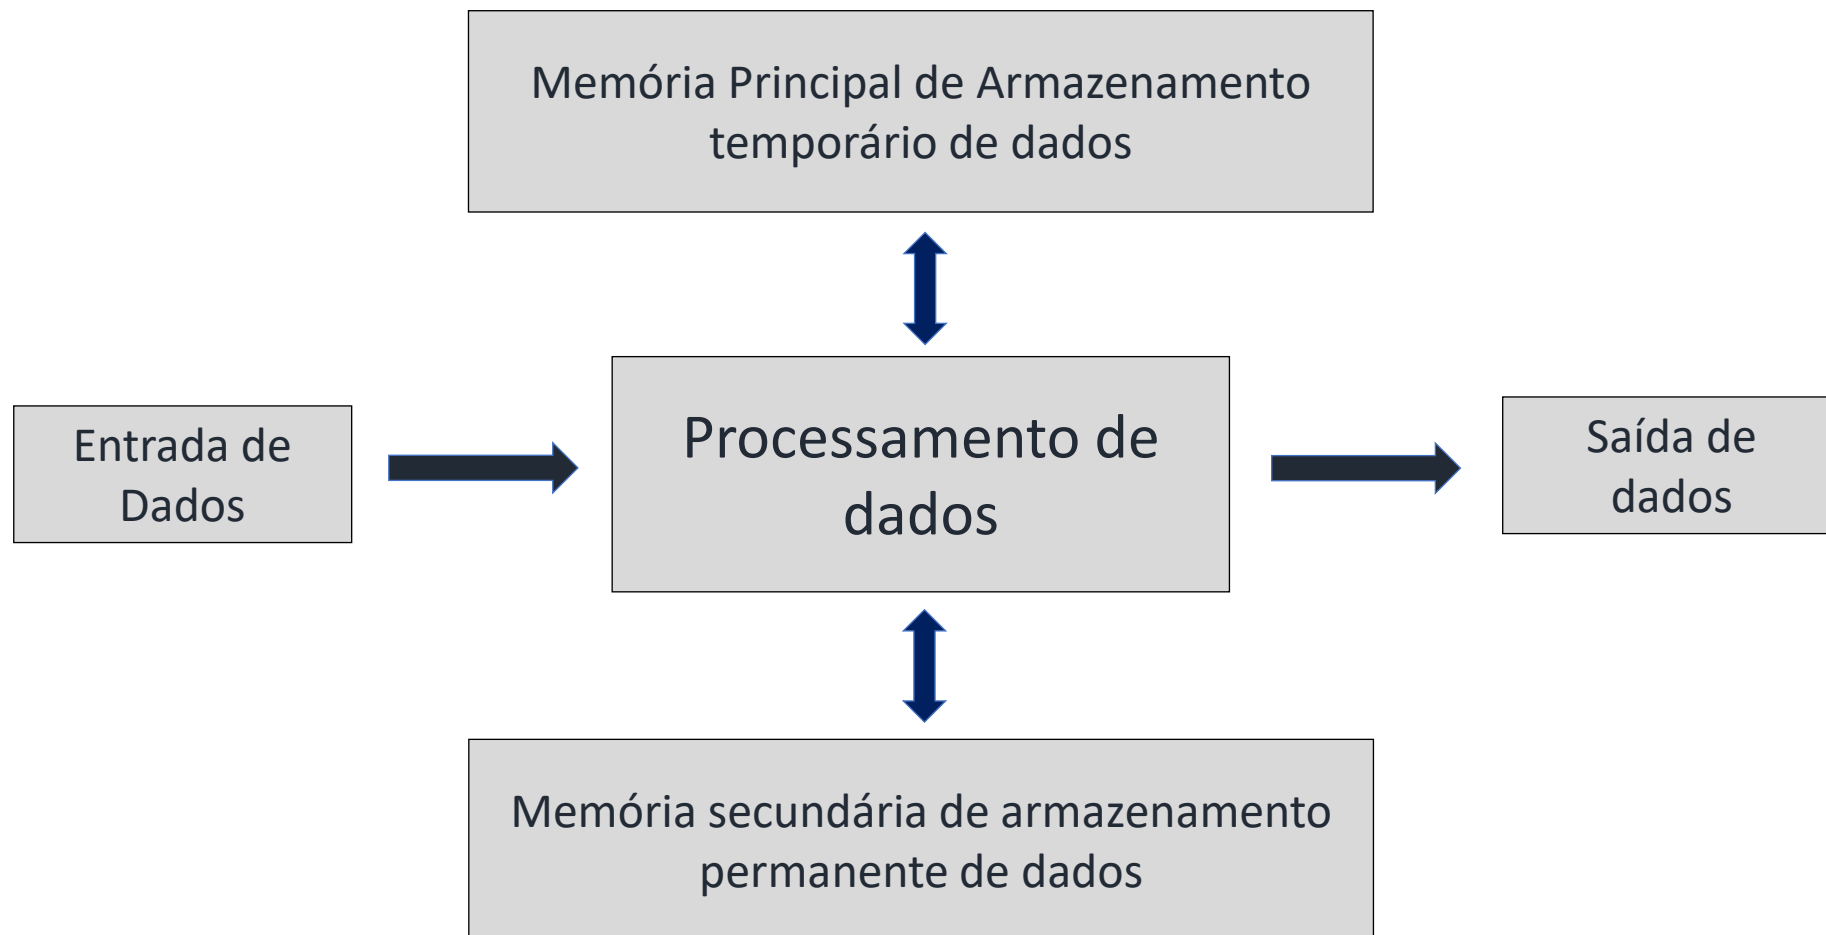 Memória Principal de Armazenamento
temporário de dados
Entrada de
Dados
Processamento de
dados
Saída de
dados
Memória secundária de armazenamento
permanente de dados